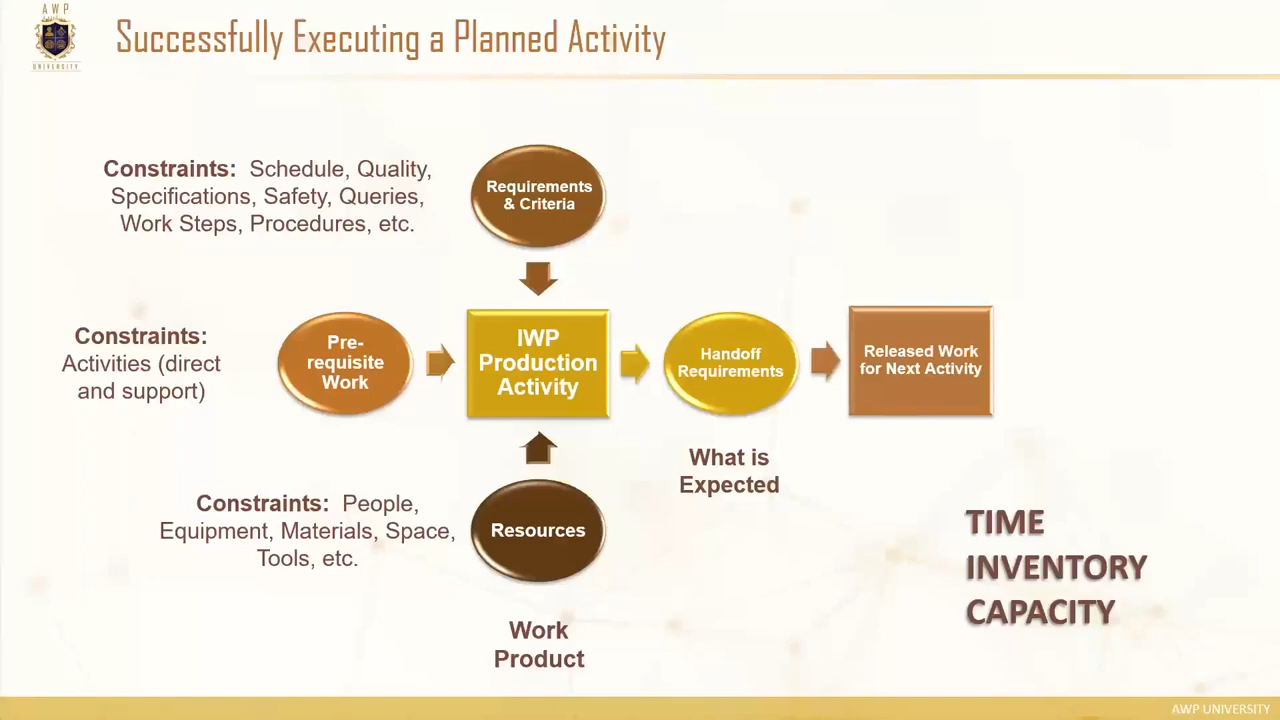 A W P
UNIVERSITY
Successfully Executing a Planned Activity
Constraints: Schedule, Quality,
Specifications, Safety, Queries,
Work Steps, Procedures, etc.
Requirements
& Criteria
Constraints:
Activities (direct
and support)
Pre-
requisite
Work
IWP
Production
Activity
Handoff
Requirements
Released Work
for Next Activity
What is
Expected
Constraints: People,
Equipment, Materials, Space,
Tools, etc.
Resources
Work
Product
TIME
INVENTORY
CAPACITY
AWP UNIVERSITY